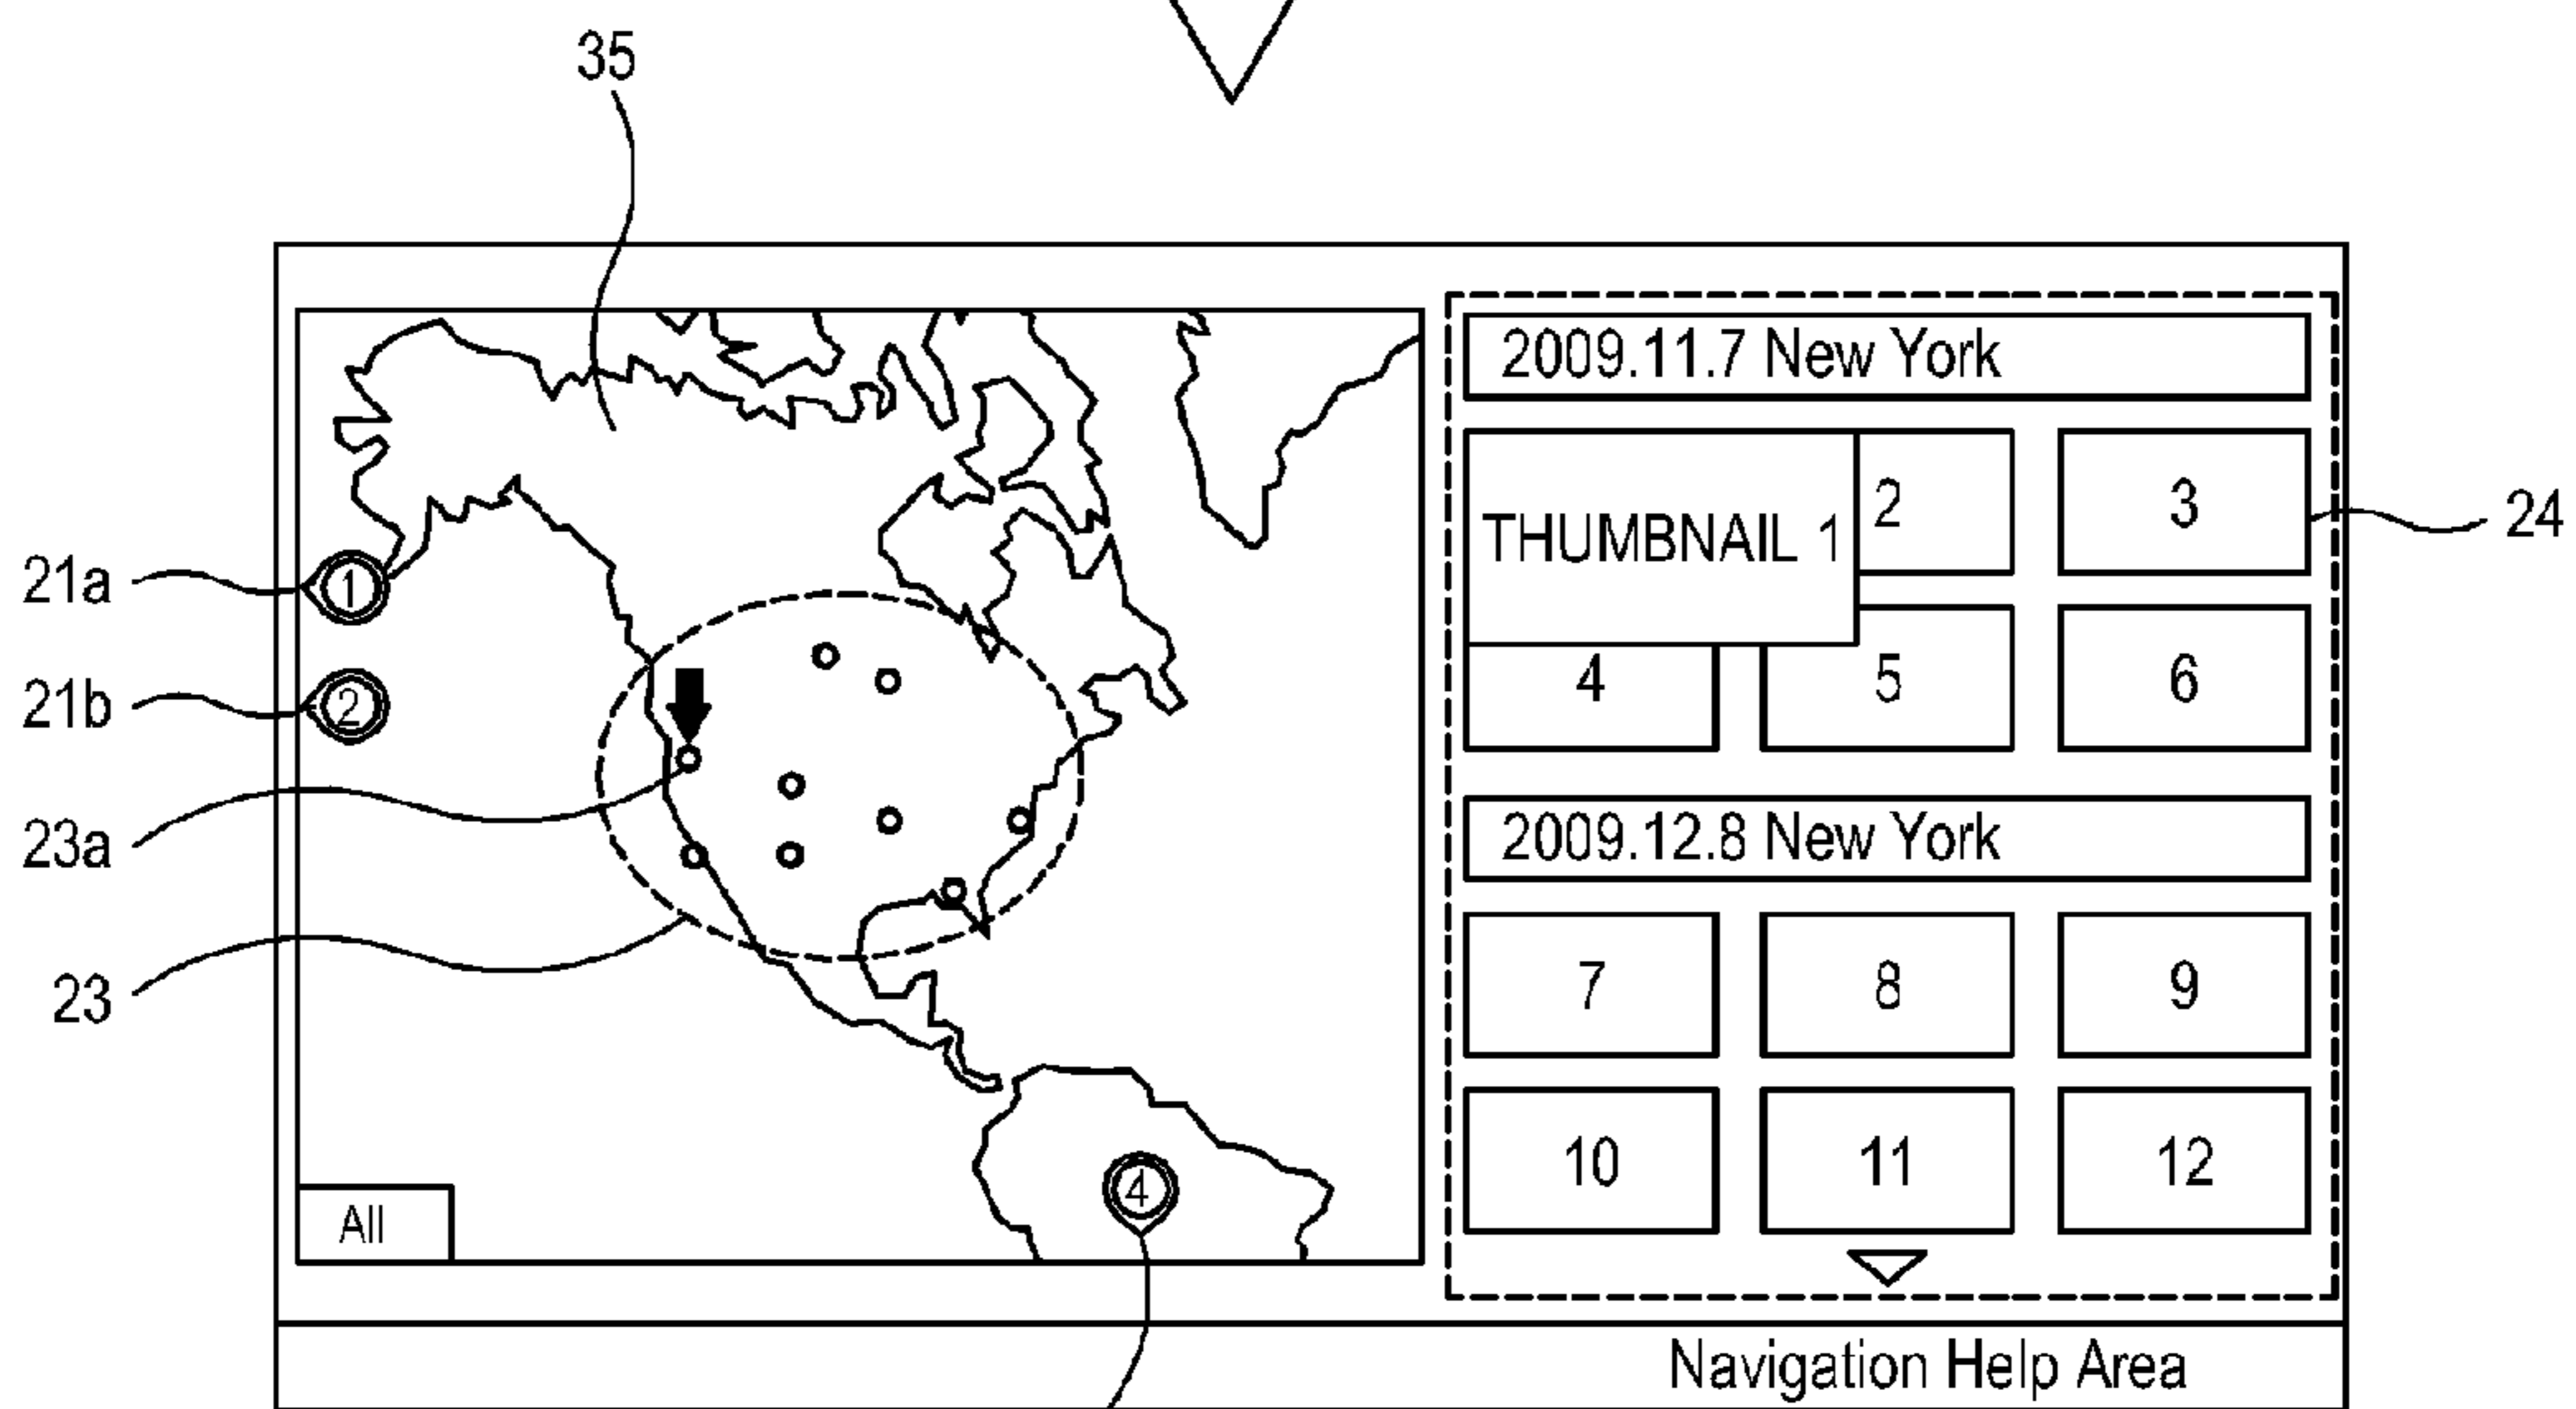 35
2009.11.7 New York
THUMBNAIL 1
2
3
24
21a
1
21b
2
4
5
6
23a
2009.12.8 New York
23
7
8
9
10
11
12
4
All
Navigation Help Area